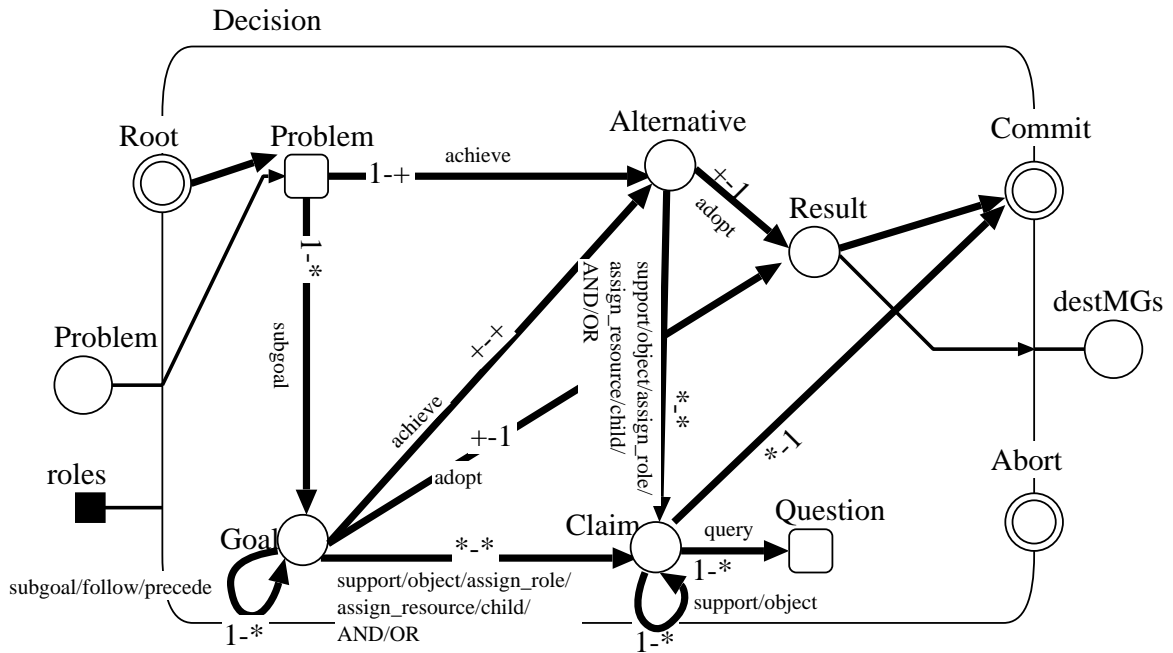 Decision
Root
Problem
Alternative
Commit
achieve
1-+
+-1
adopt
Result
1-*
subgoal
Problem
destMGs
support/object/assign_role/
assign_resource/child/
AND/OR
+-+
achieve
*-*
+-1
adopt
*-1
roles
Abort
Goal
Claim
query
Question
*-*
1-*
subgoal/follow/precede
support/object/assign_role/
assign_resource/child/
AND/OR
support/object
1-*
1-*